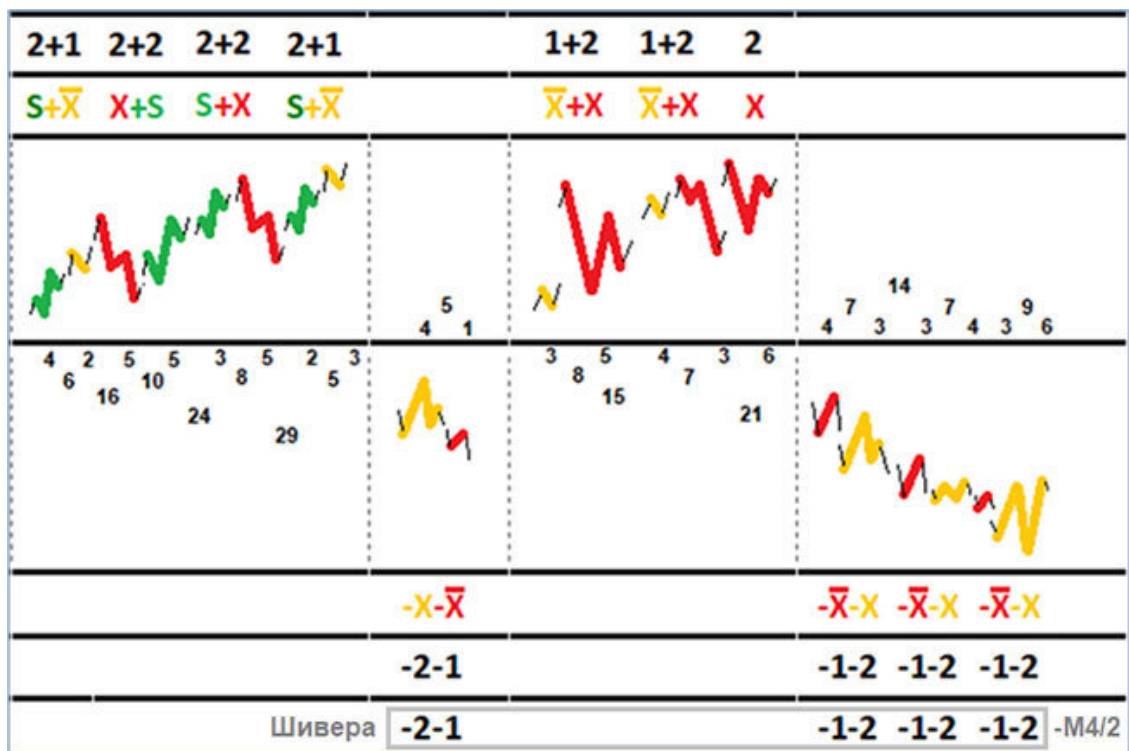 2+1 2+2 2+2 2+1 1+2 1+2 2
S+X̅ X+S S+X S+X̅ X̅+X X̅+X X
14
5 7 7 9
4 1 4 3 3 4 3 6
4 2 5 5 3 5 2 3 3 5 4 3 6
6 10 8 5 8 7
16 15
24 21
29
-X-X̅ -X̅-X -X̅-X -X̅-X
-2-1 -1-2 -1-2 -1-2
Шивера -2-1 -1-2 -1-2 -1-2 -М4/2